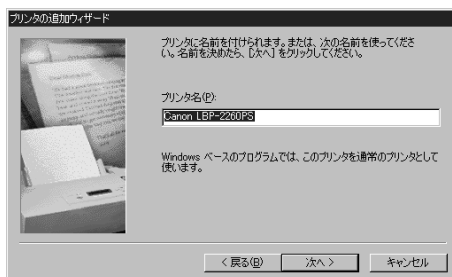 プリンタの追加ウィザード
プリンタに名前を付けられます。または、次の名前を使ってくださ
い。名前を決めたら、[次へ] をクリックしてください。
プリンタ名(P):
Canon LBP-2260PS
Windows ベースのプログラムでは、このプリンタを通常のプリンタとして
使います。
< 戻る(B)
次へ >
キャンセル